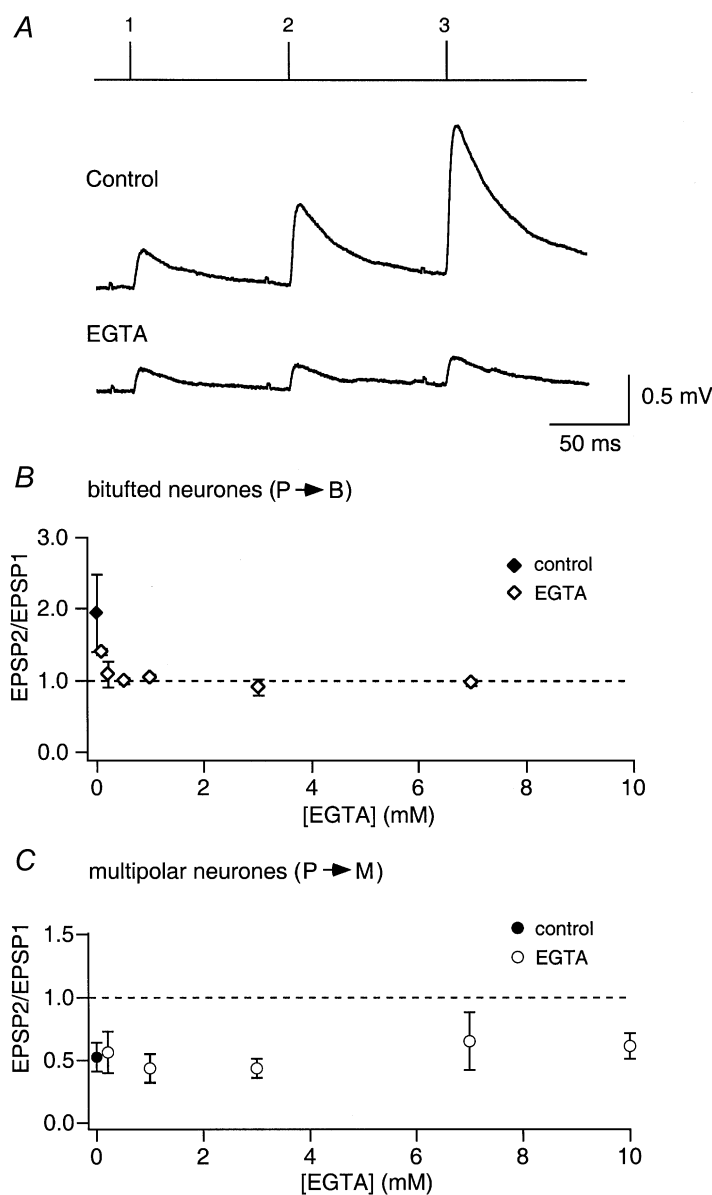 A
1 2 3
Control
EGTA
0.5 mV
50 ms
B
bitufted neurones (P → B)
EPSP2/EPSP1
3.0
2.0
1.0
0.0
control
EGTA
0 2 4 6 8 10
[EGTA] (mM)
C
multipolar neurones (P → M)
EPSP2/EPSP1
1.5
1.0
0.5
0.0
control
EGTA
0 2 4 6 8 10
[EGTA] (mM)